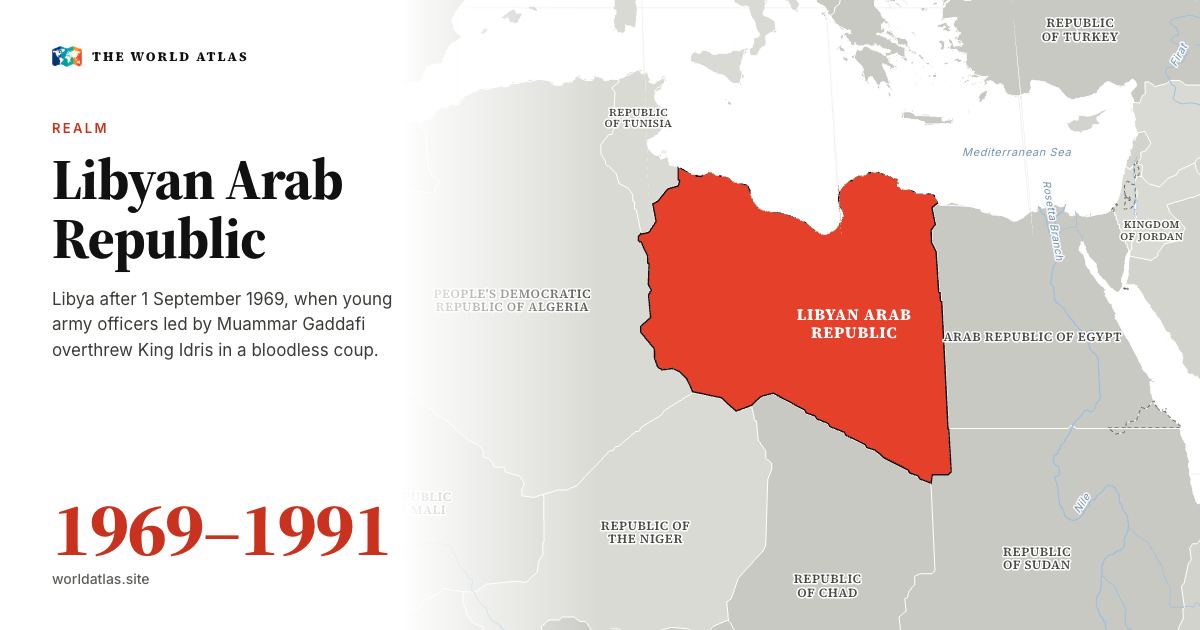 THE WORLD ATLAS
REALM
Libyan Arab
Republic
Libya after 1 September 1969, when young
army officers led by Muammar Gaddafi
overthrew King Idris in a bloodless coup.
1969–1991
worldatlas.site
REPUBLIC
OF TURKEY
Firat
REPUBLIC
OF TUNISIA
Mediterranean Sea
Rosetta Branch
KINGDOM
OF JORDAN
PEOPLE'S DEMOCRATIC
REPUBLIC OF ALGERIA
LIBYAN ARAB
REPUBLIC
ARAB REPUBLIC OF EGYPT
PUBLIC
MALI
REPUBLIC OF
THE NIGER
Nile
REPUBLIC
OF CHAD
REPUBLIC
OF SUDAN